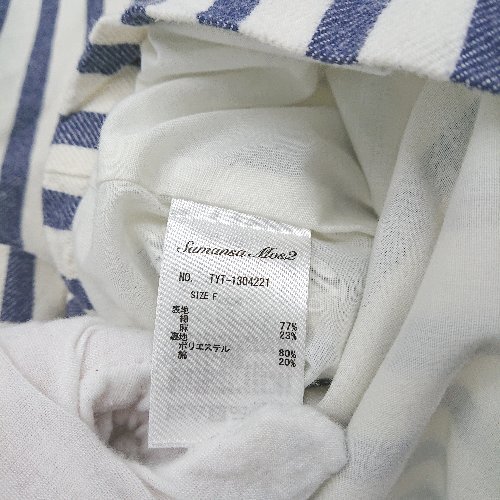 Samansa Mos2
NO. TYT-1304221
SIZE F
表地
綿 77%
麻 23%
裏地
ポリエステル 80%
綿 20%